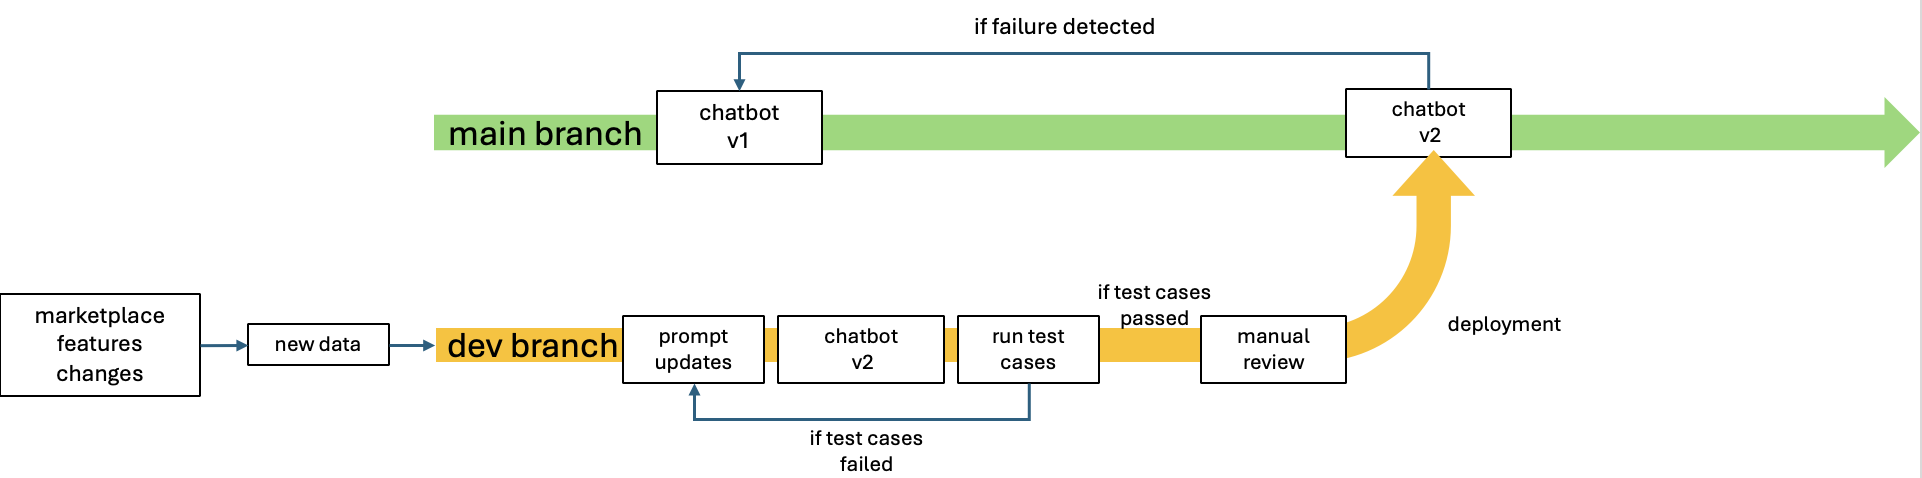 if failure detected
main branch
chatbot
v1
chatbot
v2
marketplace
features
changes
new data
dev branch
prompt
updates
chatbot
v2
run test
cases
if test cases
passed
manual
review
deployment
if test cases
failed